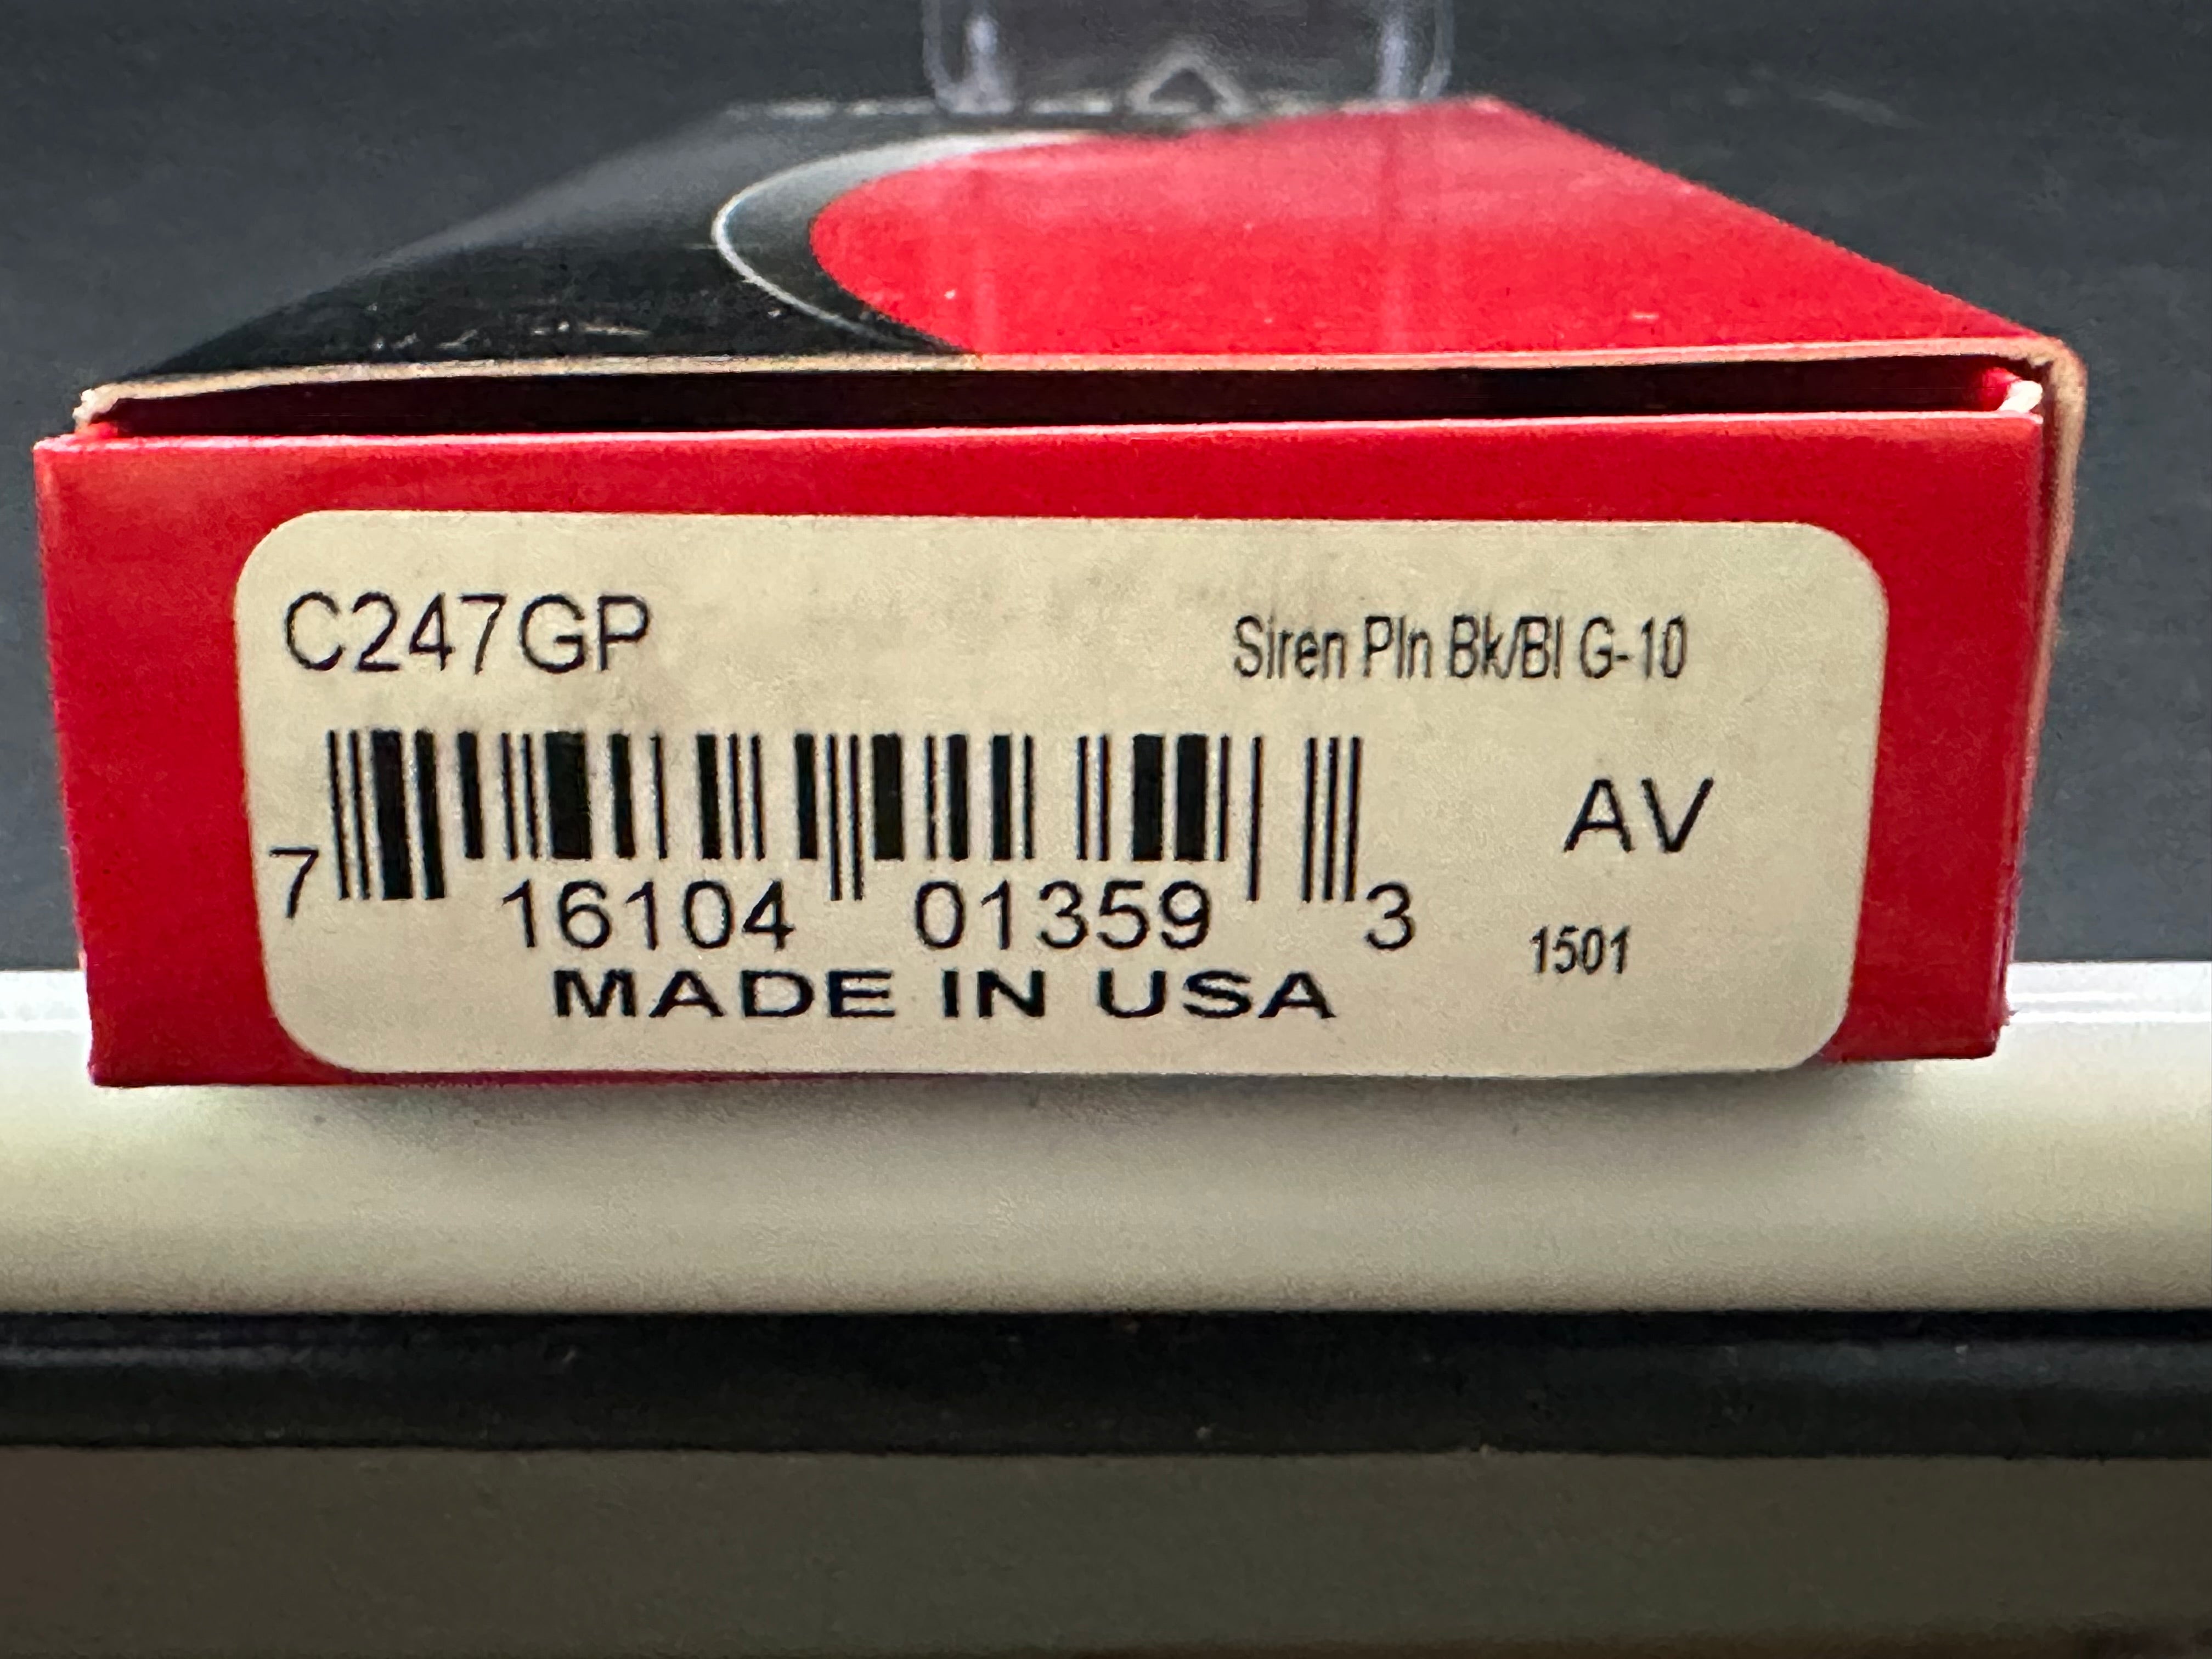 C247GP
Siren Pln Bk/Bl G-10
AV
7 16104 01359 3
1501
MADE IN USA